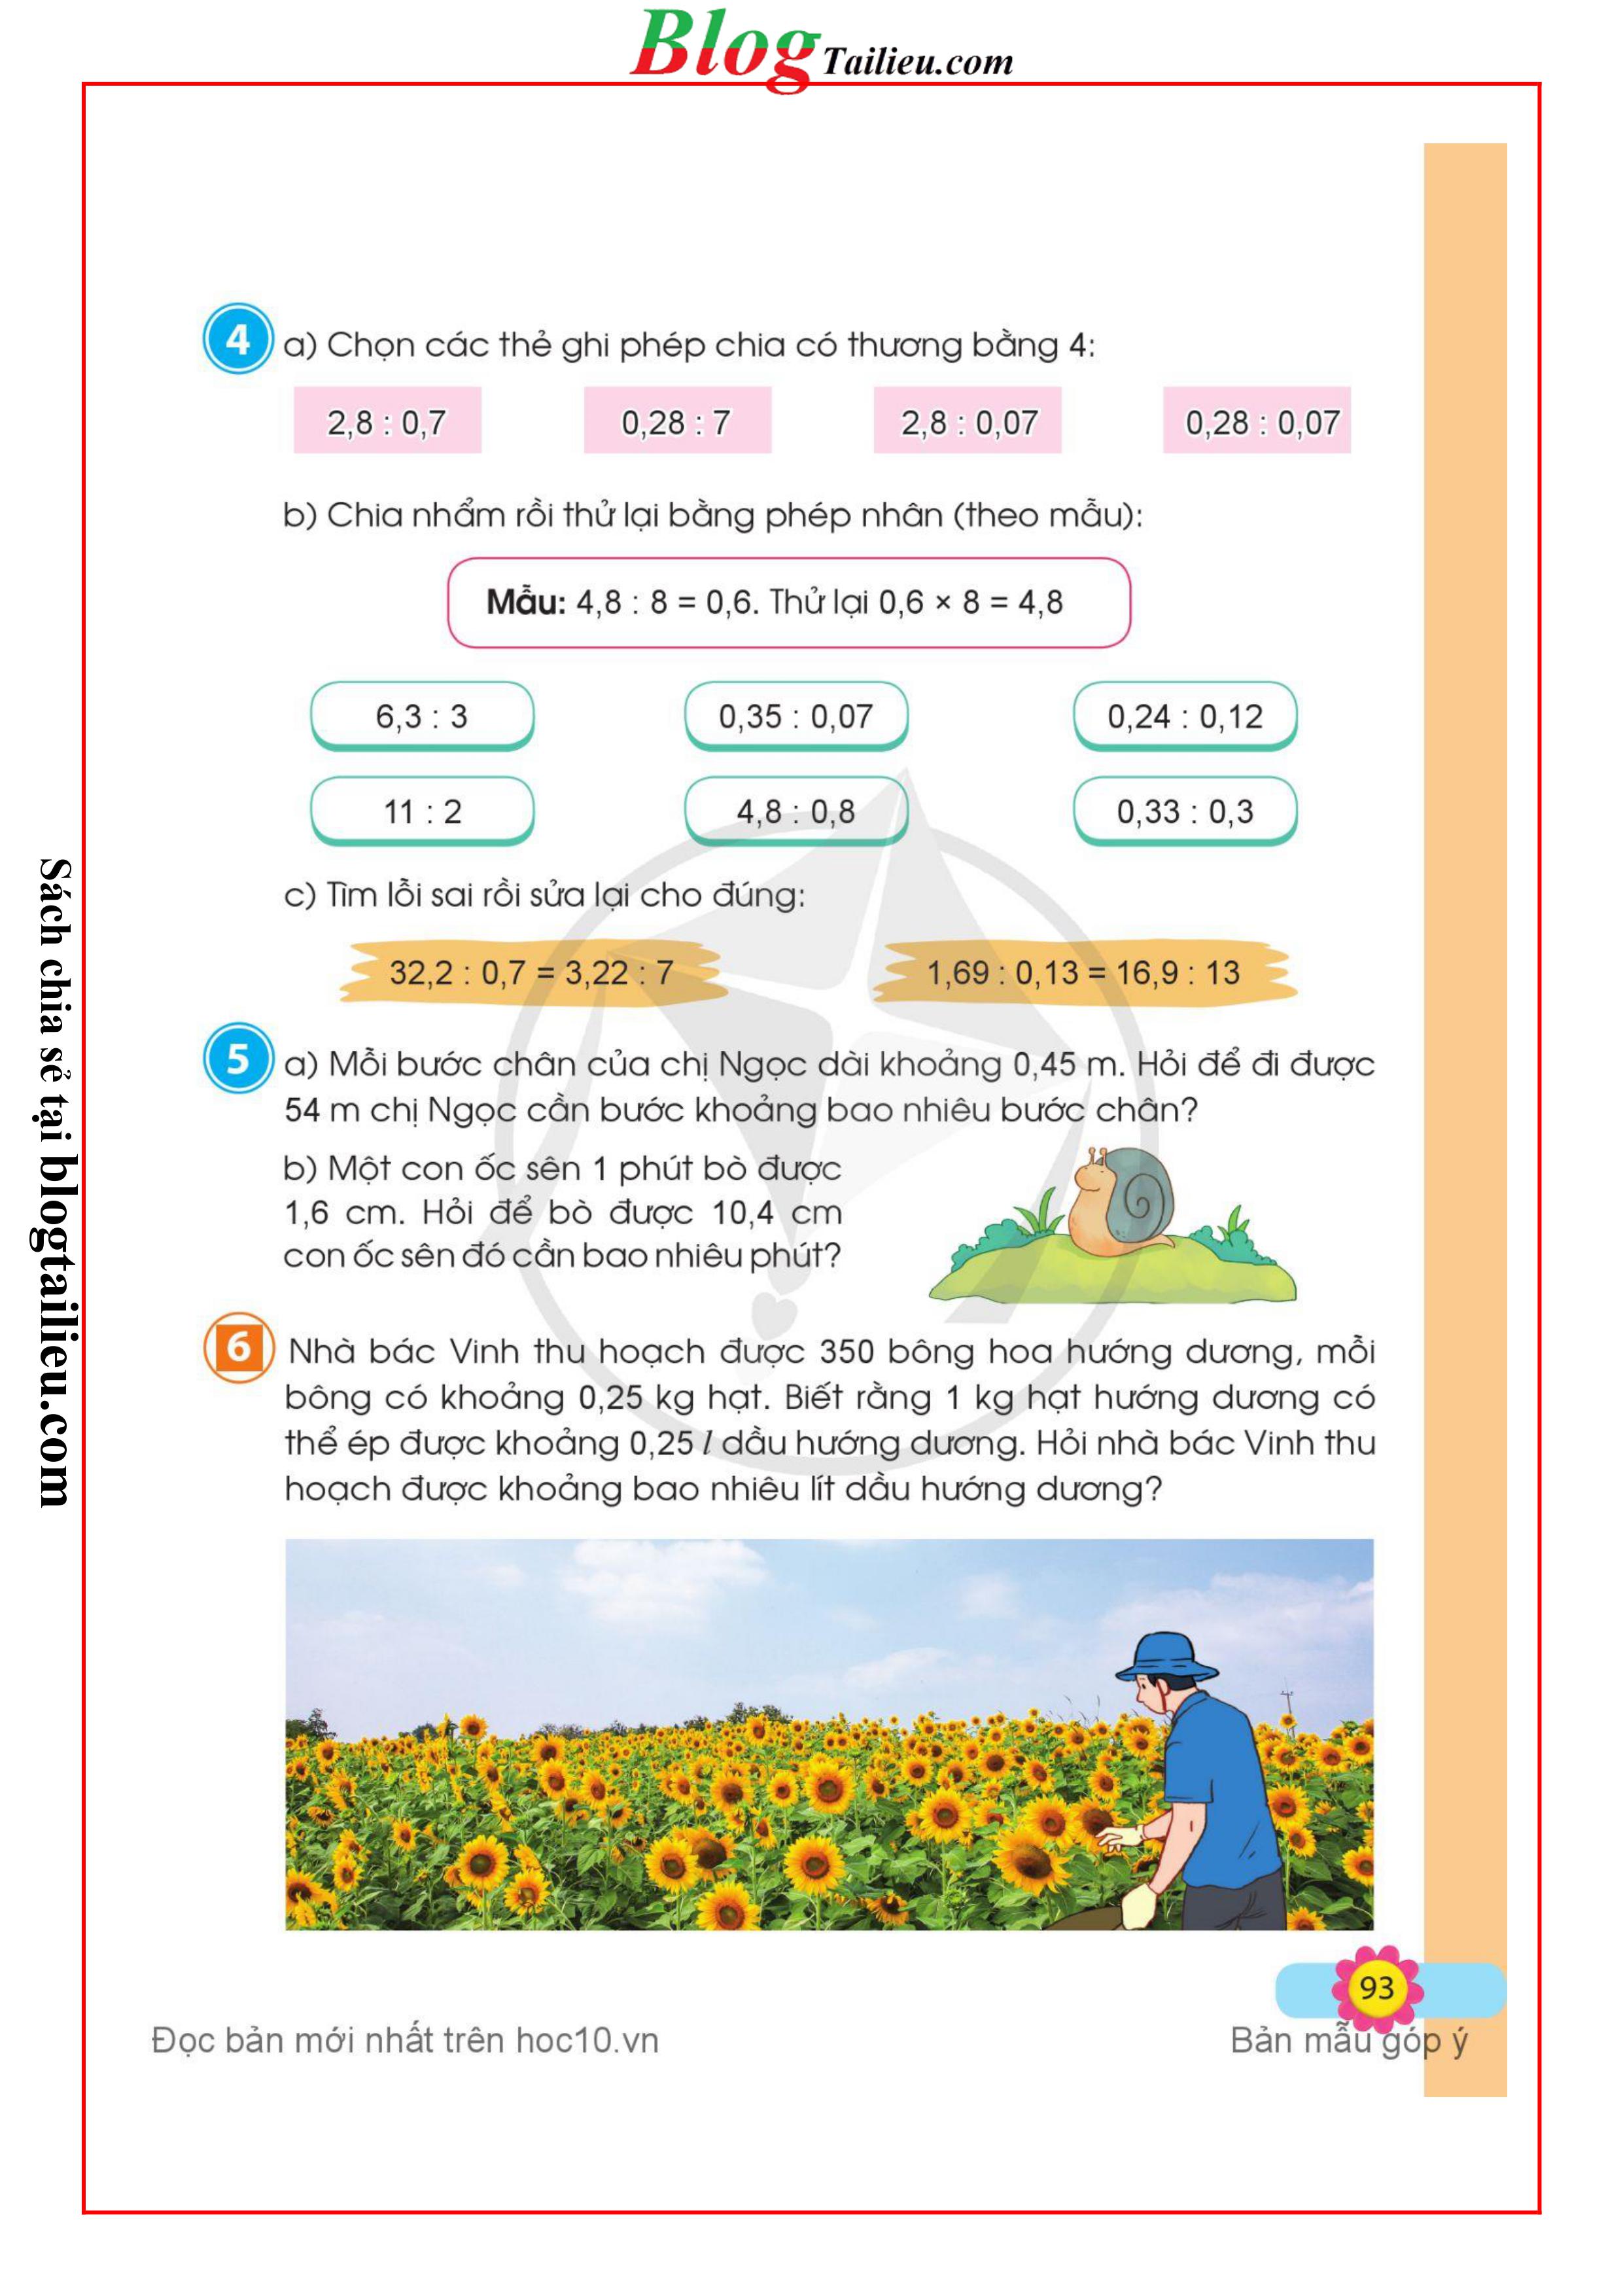 Blog Tailieu.com
4 a) Chọn các thẻ ghi phép chia có thương bằng 4:
2,8 : 0,7 0,28 : 7 2,8 : 0,07 0,28 : 0,07
b) Chia nhẩm rồi thử lại bằng phép nhân (theo mẫu):
Mẫu: 4,8 : 8 = 0,6. Thử lại 0,6 × 8 = 4,8
6,3 : 3 0,35 : 0,07 0,24 : 0,12
11 : 2 4,8 : 0,8 0,33 : 0,3
c) Tìm lỗi sai rồi sửa lại cho đúng:
32,2 : 0,7 = 3,22 : 7 1,69 : 0,13 = 16,9 : 13
5 a) Mỗi bước chân của chị Ngọc dài khoảng 0,45 m. Hỏi để đi được
54 m chị Ngọc cần bước khoảng bao nhiêu bước chân?
b) Một con ốc sên 1 phút bò được
1,6 cm. Hỏi để bò được 10,4 cm
con ốc sên đó cần bao nhiêu phút?
6 Nhà bác Vinh thu hoạch được 350 bông hoa hướng dương, mỗi
bông có khoảng 0,25 kg hạt. Biết rằng 1 kg hạt hướng dương có
thể ép được khoảng 0,25 l dầu hướng dương. Hỏi nhà bác Vinh thu
hoạch được khoảng bao nhiêu lít dầu hướng dương?
93
Đọc bản mới nhất trên hoc10.vn Bản mẫu góp ý
Sách chia sẻ tại blogtailieu.com